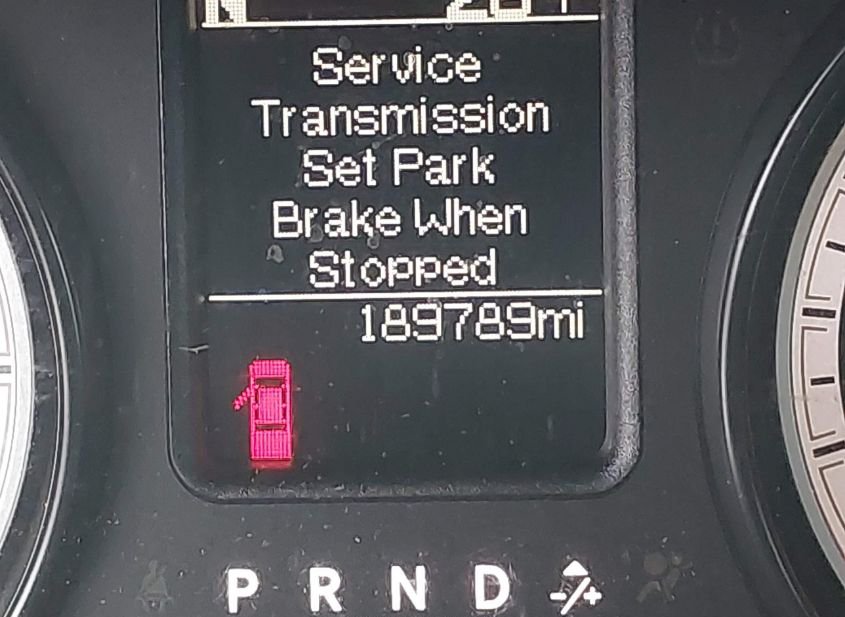 Service
Transmission
Set Park
Brake When
Stopped
189789mi
P R N D -/+